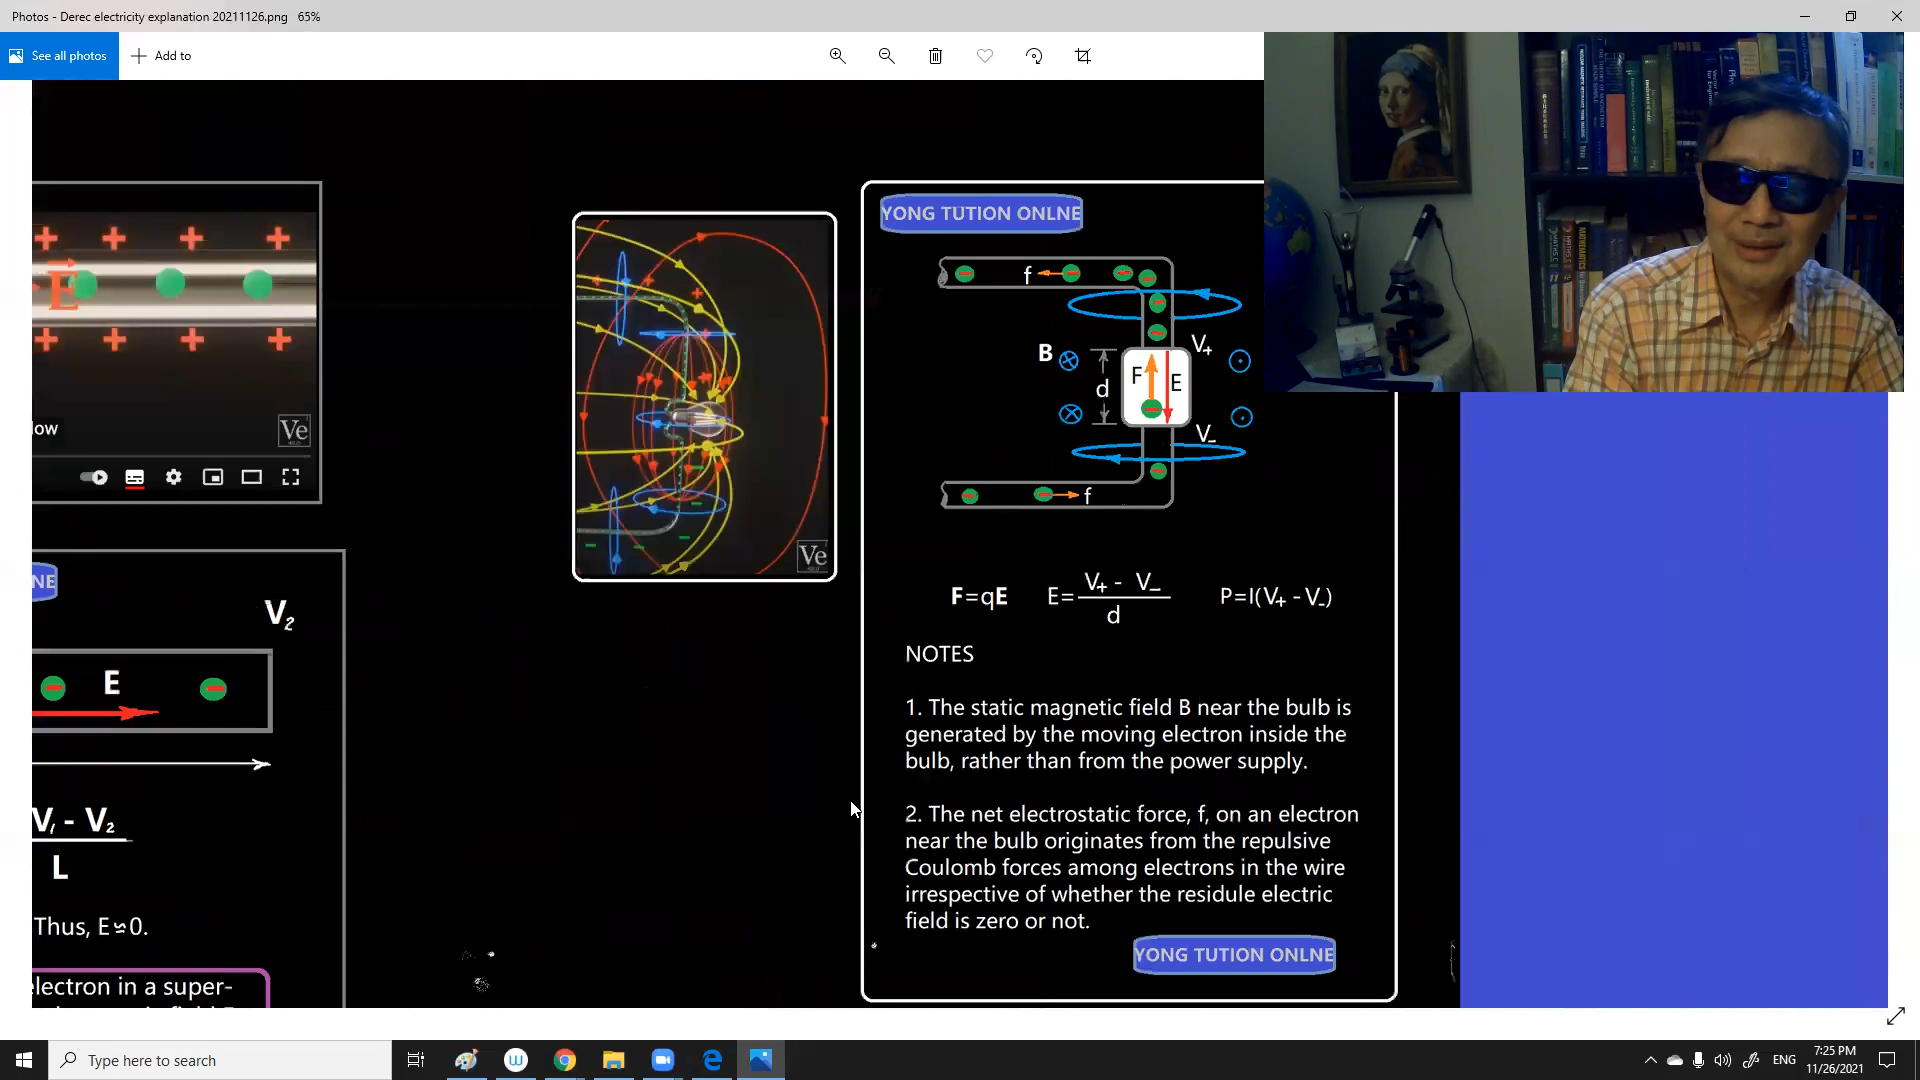 Photos - Derec electricity explanation 20211126.png 65%
See all photos
Add to
E
low
Ve
NE
V2
E
V1 - V2
L
Thus, E≈0.
electron in a super-
Ve
YONG TUTION ONLNE
f
V+
B
d
F
E
V-
f
F=qE
E= V+ - V-
d
P=I(V+ - V-)
NOTES
1. The static magnetic field B near the bulb is
generated by the moving electron inside the
bulb, rather than from the power supply.
2. The net electrostatic force, f, on an electron
near the bulb originates from the repulsive
Coulomb forces among electrons in the wire
irrespective of whether the residule electric
field is zero or not.
YONG TUTION ONLNE
Type here to search
ENG
7:25 PM
11/26/2021